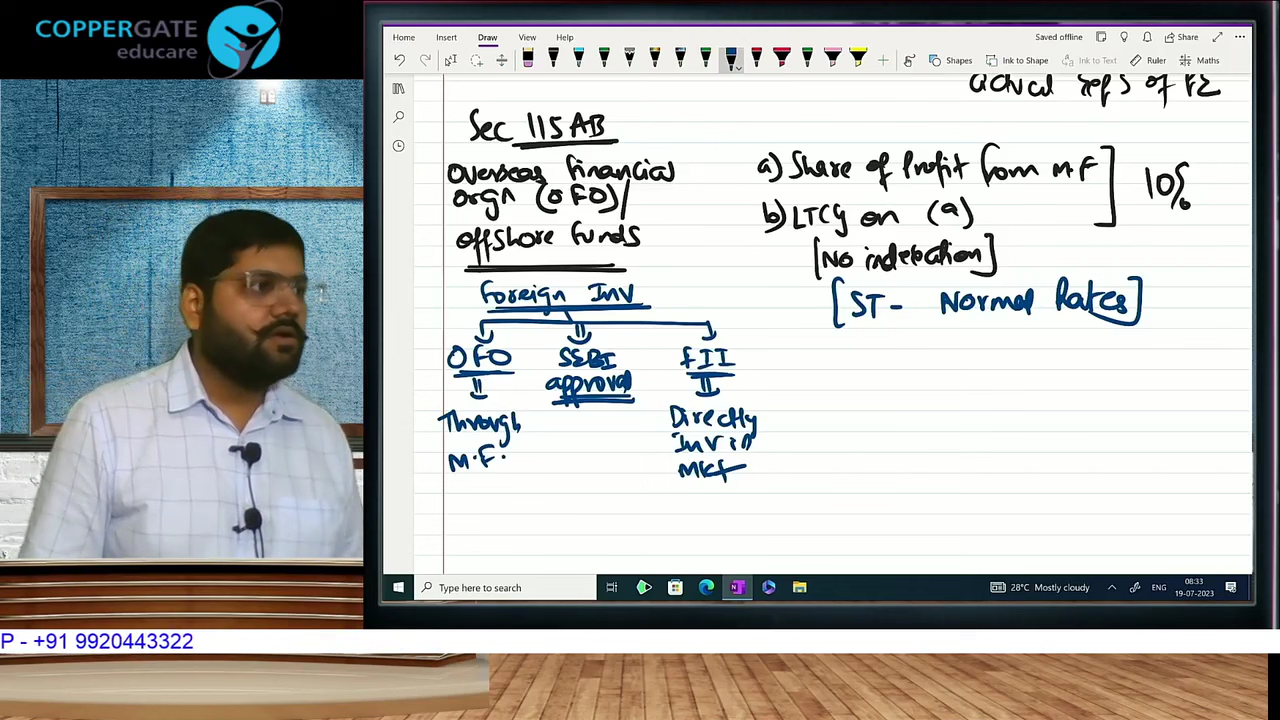 COPPERGATE
educare
Home Insert Draw View Help
Saved offline
Share
Shapes
Ink to Shape
Ink to Text
Ruler
Maths
of
Sec 115AB
overseas financial
orgn (OFO)/
offshore funds
a) Share of Profit from M.F
b) LTCG on (a)
10%
[No indexation]
[ST- Normal Rates]
Foreign Inv
OFO
SEBI
approval
FII
Through
M.F.
Directly
Inv in
Mkt
Type here to search
28°C Mostly cloudy
ENG
08:33
19-07-2023
P - +91 9920443322